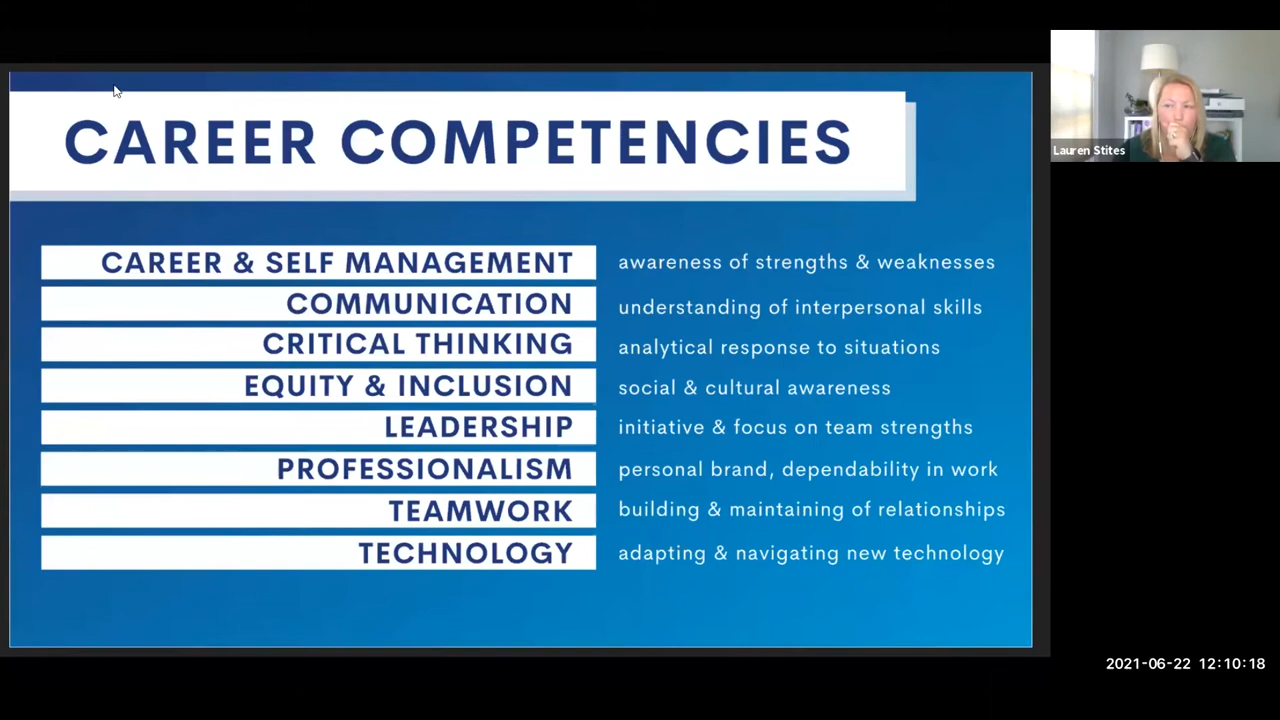 CAREER COMPETENCIES
CAREER & SELF MANAGEMENT awareness of strengths & weaknesses
COMMUNICATION understanding of interpersonal skills
CRITICAL THINKING analytical response to situations
EQUITY & INCLUSION social & cultural awareness
LEADERSHIP initiative & focus on team strengths
PROFESSIONALISM personal brand, dependability in work
TEAMWORK building & maintaining of relationships
TECHNOLOGY adapting & navigating new technology
Lauren Stites
2021-06-22 12:10:18